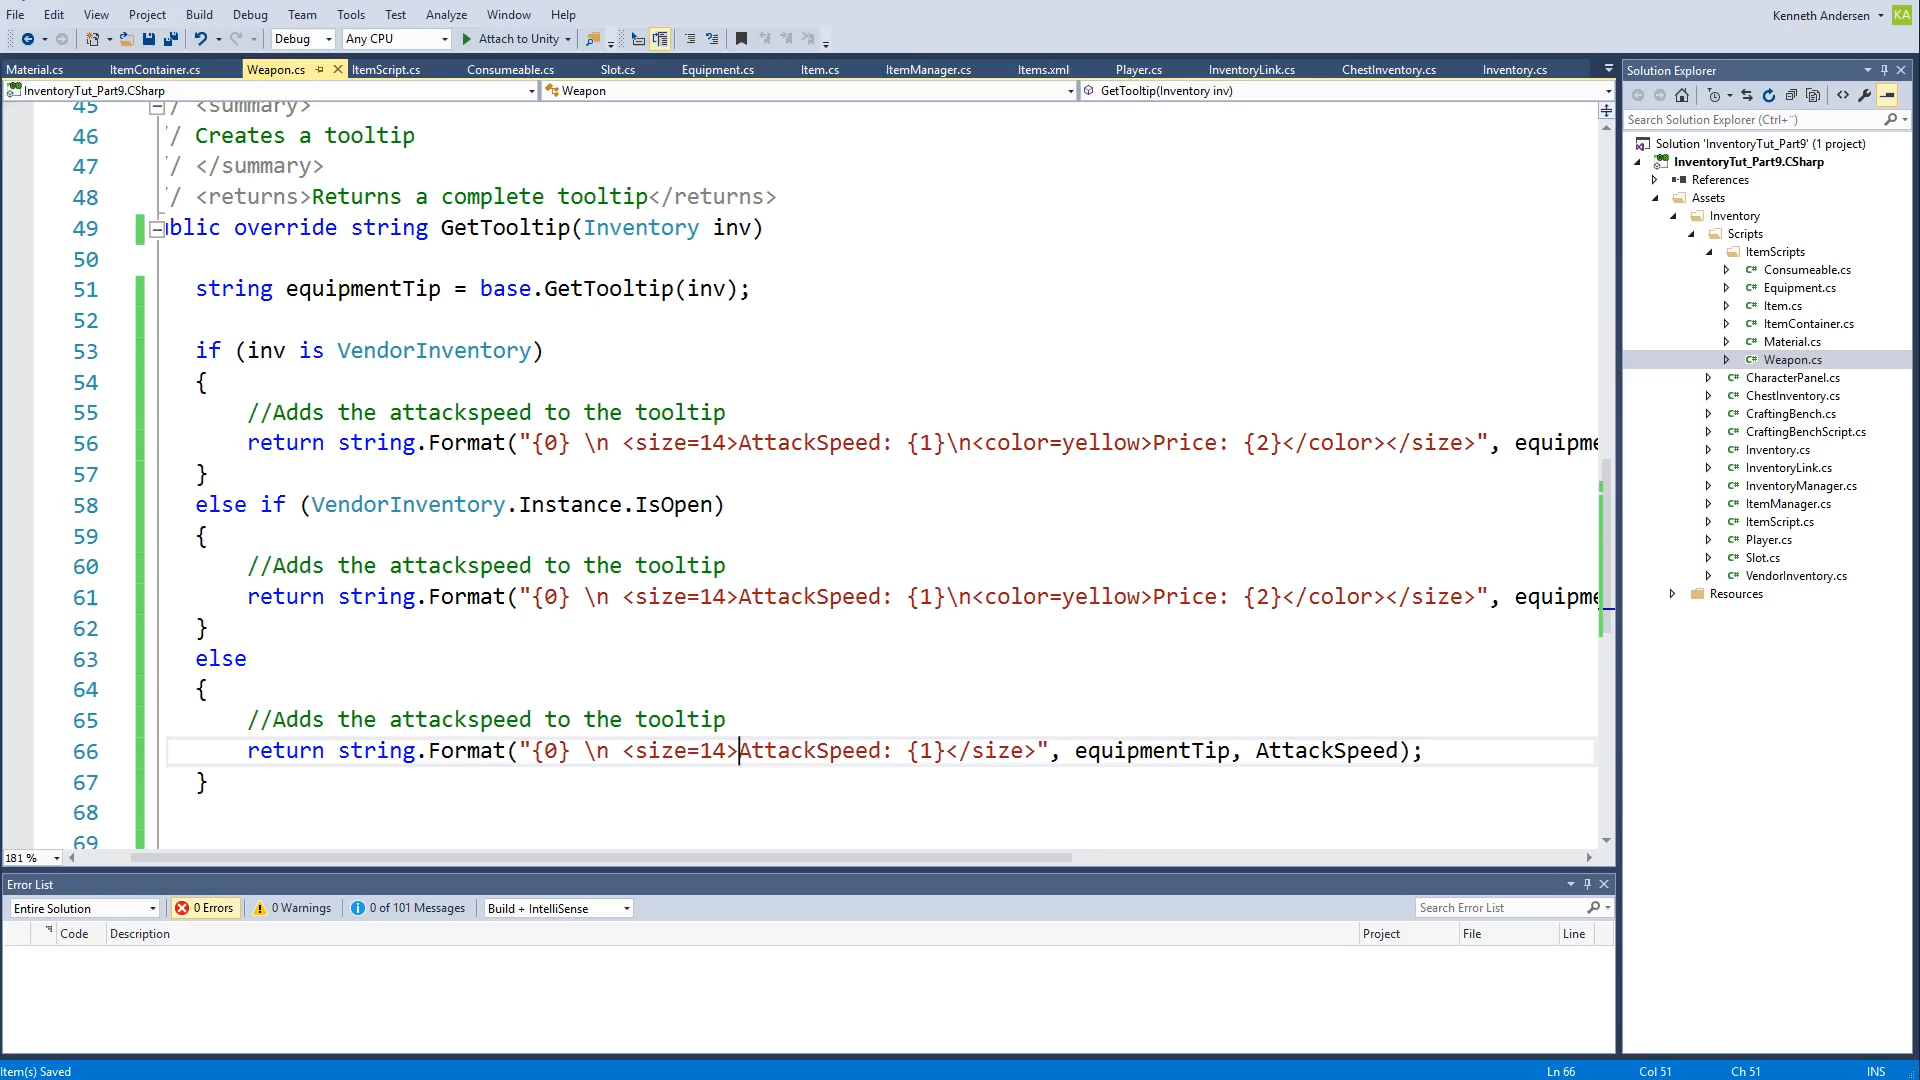 File Edit View Project Build Debug Team Tools Test Analyze Window Help Kenneth Andersen KA
Debug Any CPU Attach to Unity
Material.cs ItemContainer.cs Weapon.cs ItemScript.cs Consumeable.cs Slot.cs Equipment.cs Item.cs ItemManager.cs Items.xml Player.cs InventoryLink.cs ChestInventory.cs Inventory.cs
InventoryTut_Part9.CSharp Weapon GetTooltip(Inventory inv)
45 / <summary>
46 / Creates a tooltip
47 / </summary>
48 / <returns>Returns a complete tooltip</returns>
49 blic override string GetTooltip(Inventory inv)
50
51 string equipmentTip = base.GetTooltip(inv);
52
53 if (inv is VendorInventory)
54 {
55 //Adds the attackspeed to the tooltip
56 return string.Format("{0} \n <size=14>AttackSpeed: {1}\n<color=yellow>Price: {2}</color></size>", equipme
57 }
58 else if (VendorInventory.Instance.IsOpen)
59 {
60 //Adds the attackspeed to the tooltip
61 return string.Format("{0} \n <size=14>AttackSpeed: {1}\n<color=yellow>Price: {2}</color></size>", equipme
62 }
63 else
64 {
65 //Adds the attackspeed to the tooltip
66 return string.Format("{0} \n <size=14>AttackSpeed: {1}</size>", equipmentTip, AttackSpeed);
67 }
68
69
181 %
Error List
Entire Solution 0 Errors 0 Warnings 0 of 101 Messages Build + IntelliSense Search Error List
Code Description Project File Line
Item(s) Saved Ln 66 Col 51 Ch 51 INS
Solution Explorer
Search Solution Explorer (Ctrl+¨)
Solution 'InventoryTut_Part9' (1 project)
InventoryTut_Part9.CSharp
References
Assets
Inventory
Scripts
ItemScripts
C# Consumeable.cs
C# Equipment.cs
C# Item.cs
C# ItemContainer.cs
C# Material.cs
C# Weapon.cs
C# CharacterPanel.cs
C# ChestInventory.cs
C# CraftingBench.cs
C# CraftingBenchScript.cs
C# Inventory.cs
C# InventoryLink.cs
C# InventoryManager.cs
C# ItemManager.cs
C# ItemScript.cs
C# Player.cs
C# Slot.cs
C# VendorInventory.cs
Resources